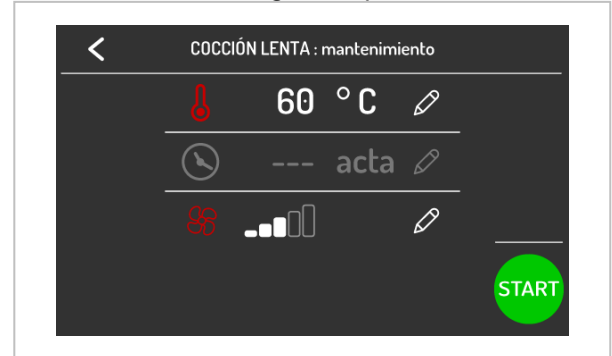 COCCIÓN LENTA : mantenimiento
60 °C
--- acta
START